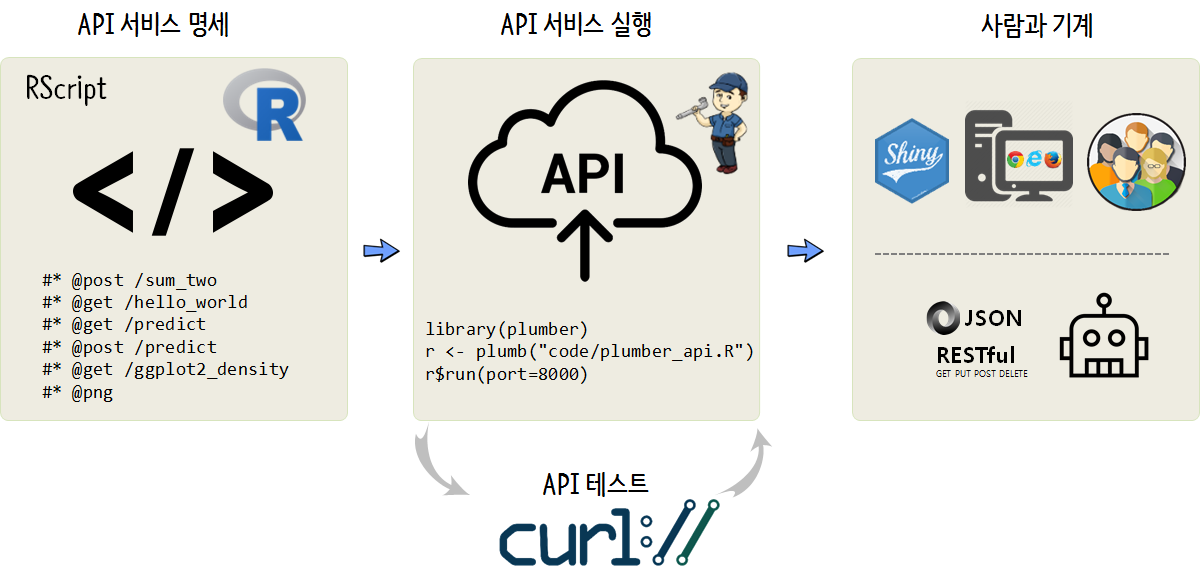 API 서비스 명세
RScript
R
</>
#* @post /sum_two
#* @get /hello_world
#* @get /predict
#* @post /predict
#* @get /ggplot2_density
#* @png
API 서비스 실행
API
library(plumber)
r <- plumb("code/plumber_api.R")
r$run(port=8000)
API 테스트
curl://
사람과 기계
Shiny
JSON
RESTful
GET PUT POST DELETE